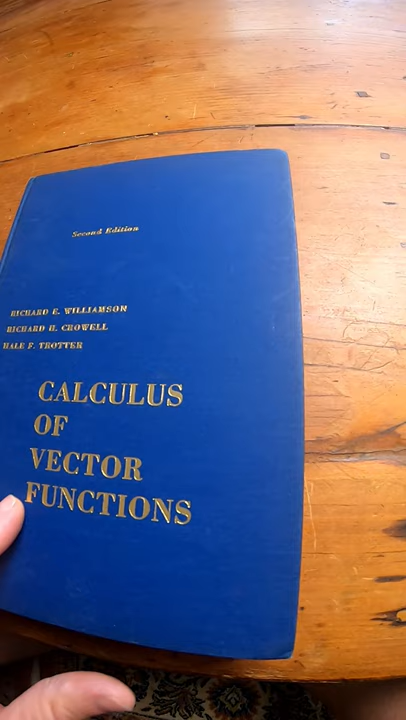 Second Edition
RICHARD E. WILLIAMSON
RICHARD H. CROWELL
HALE F. TROTTER
CALCULUS
OF
VECTOR
FUNCTIONS